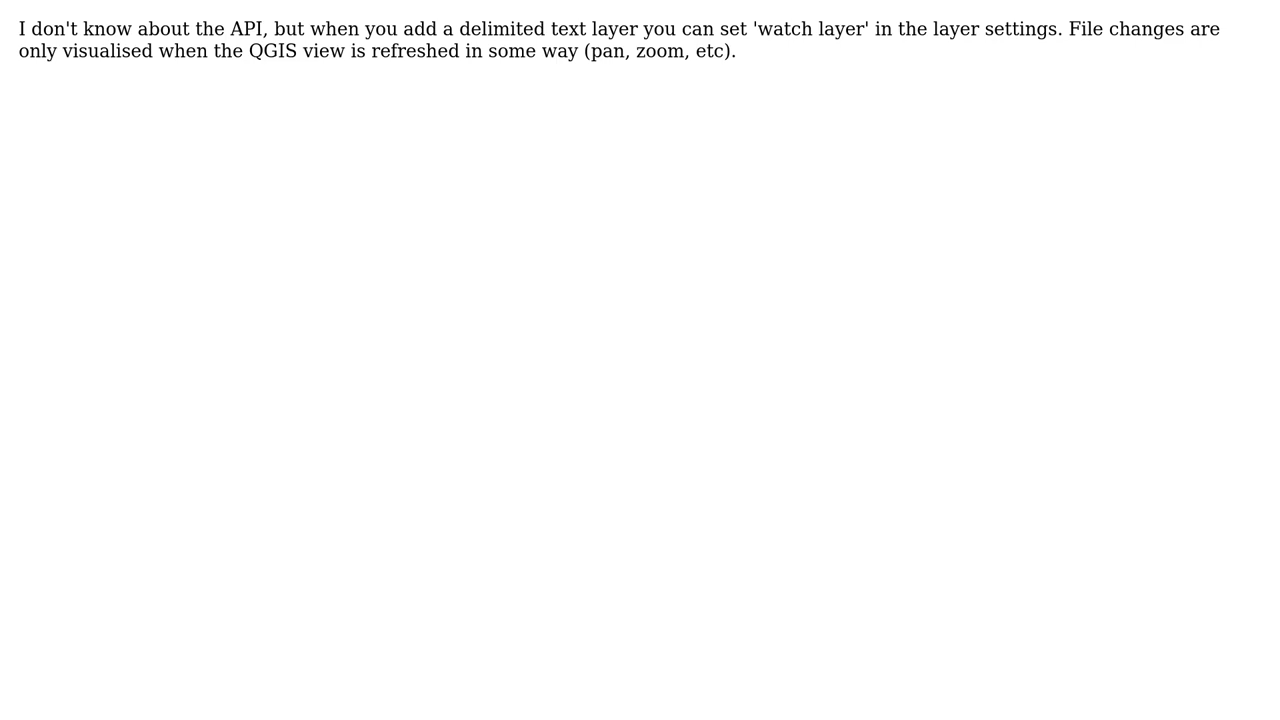 I don't know about the API, but when you add a delimited text layer you can set 'watch layer' in the layer settings. File changes are
only visualised when the QGIS view is refreshed in some way (pan, zoom, etc).